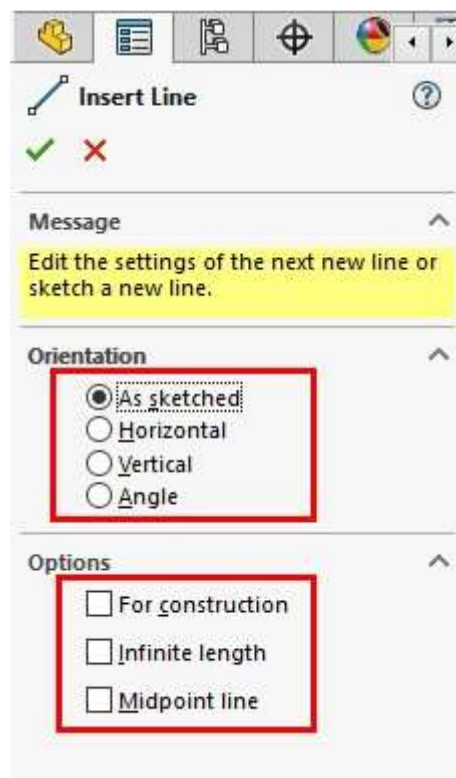 Insert Line
Message
Edit the settings of the next new line or
sketch a new line.
Orientation
As sketched
Horizontal
Vertical
Angle
Options
For construction
Infinite length
Midpoint line